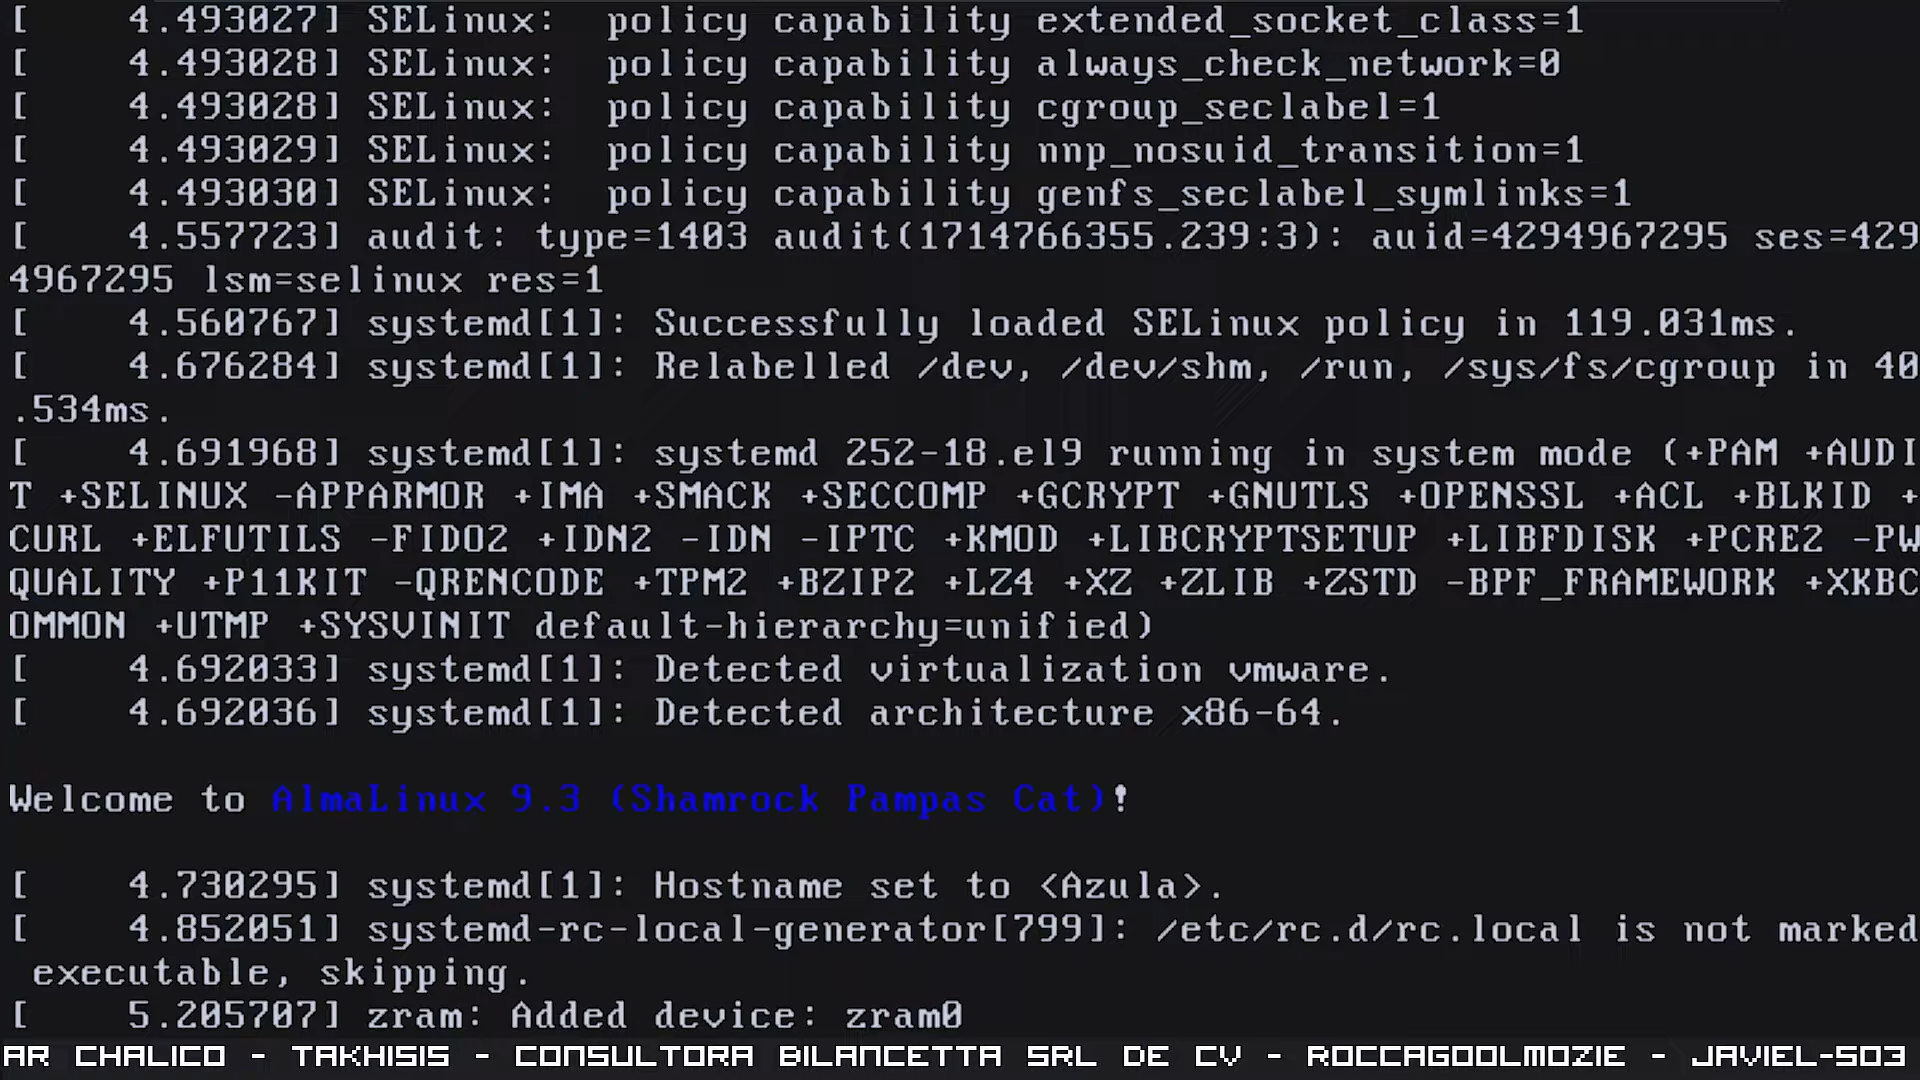 [    4.493027] SELinux:  policy capability extended_socket_class=1
[    4.493028] SELinux:  policy capability always_check_network=0
[    4.493028] SELinux:  policy capability cgroup_seclabel=1
[    4.493029] SELinux:  policy capability nnp_nosuid_transition=1
[    4.493030] SELinux:  policy capability genfs_seclabel_symlinks=1
[    4.557723] audit: type=1403 audit(1714766355.239:3): auid=4294967295 ses=429
4967295 lsm=selinux res=1
[    4.560767] systemd[1]: Successfully loaded SELinux policy in 119.031ms.
[    4.676284] systemd[1]: Relabelled /dev, /dev/shm, /run, /sys/fs/cgroup in 40
.534ms.
[    4.691968] systemd[1]: systemd 252-18.el9 running in system mode (+PAM +AUDI
T +SELINUX -APPARMOR +IMA +SMACK +SECCOMP +GCRYPT +GNUTLS +OPENSSL +ACL +BLKID +
CURL +ELFUTILS -FIDO2 +IDN2 -IDN -IPTC +KMOD +LIBCRYPTSETUP +LIBFDISK +PCRE2 -PW
QUALITY +P11KIT -QRENCODE +TPM2 +BZIP2 +LZ4 +XZ +ZLIB +ZSTD -BPF_FRAMEWORK +XKBC
OMMON +UTMP +SYSVINIT default-hierarchy=unified)
[    4.692033] systemd[1]: Detected virtualization vmware.
[    4.692036] systemd[1]: Detected architecture x86-64.
Welcome to AlmaLinux 9.3 (Shamrock Pampas Cat)!
[    4.730295] systemd[1]: Hostname set to <Azula>.
[    4.852051] systemd-rc-local-generator[799]: /etc/rc.d/rc.local is not marked
 executable, skipping.
[    5.205707] zram: Added device: zram0
AR CHALICO - TAKHISIS - CONSULTORA BILANCETTA SRL DE CV - ROCCAGOOLMOZIE - JAVIEL-503